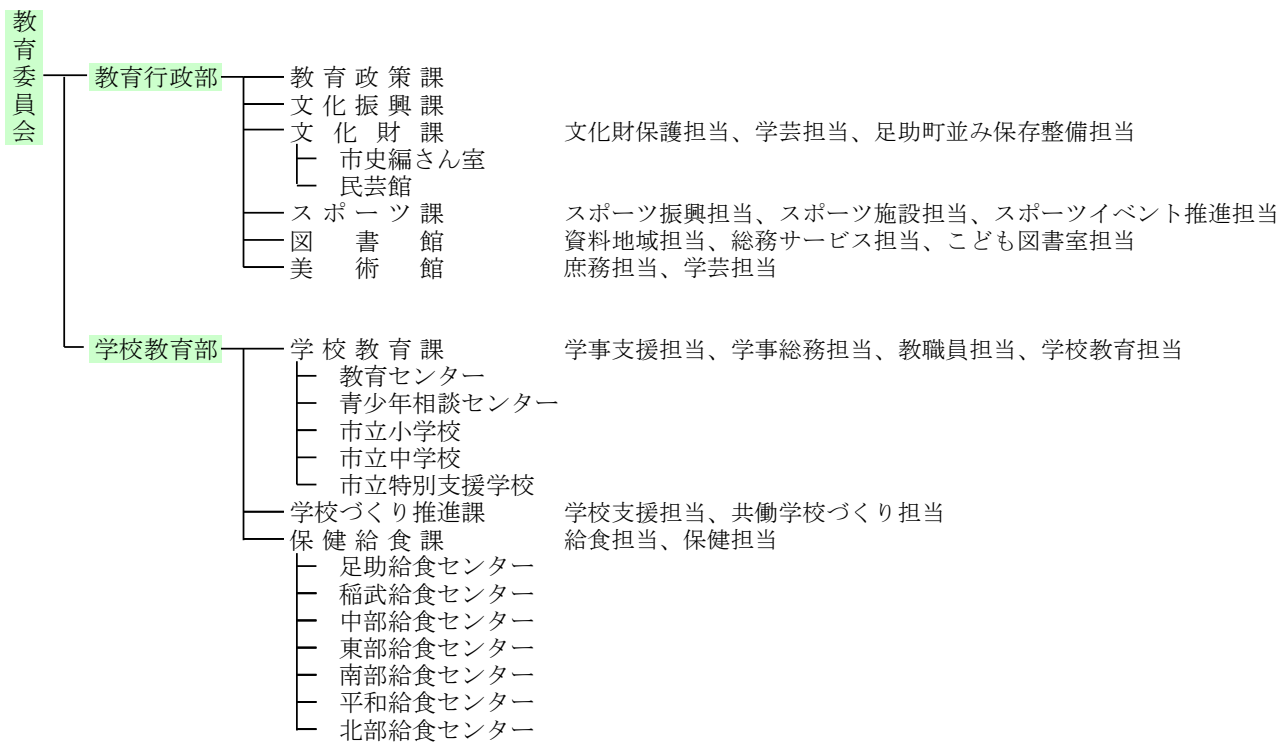 教育委員会
教育行政部
教育政策課
文化振興課
文化財課 文化財保護担当、学芸担当、足助町並み保存整備担当
市史編さん室
民芸館
スポーツ課 スポーツ振興担当、スポーツ施設担当、スポーツイベント推進担当
図書館 資料地域担当、総務サービス担当、こども図書室担当
美術館 庶務担当、学芸担当
学校教育部
学校教育課 学事支援担当、学事総務担当、教職員担当、学校教育担当
教育センター
青少年相談センター
市立小学校
市立中学校
市立特別支援学校
学校づくり推進課 学校支援担当、共働学校づくり担当
保健給食課 給食担当、保健担当
足助給食センター
稲武給食センター
中部給食センター
東部給食センター
南部給食センター
平和給食センター
北部給食センター